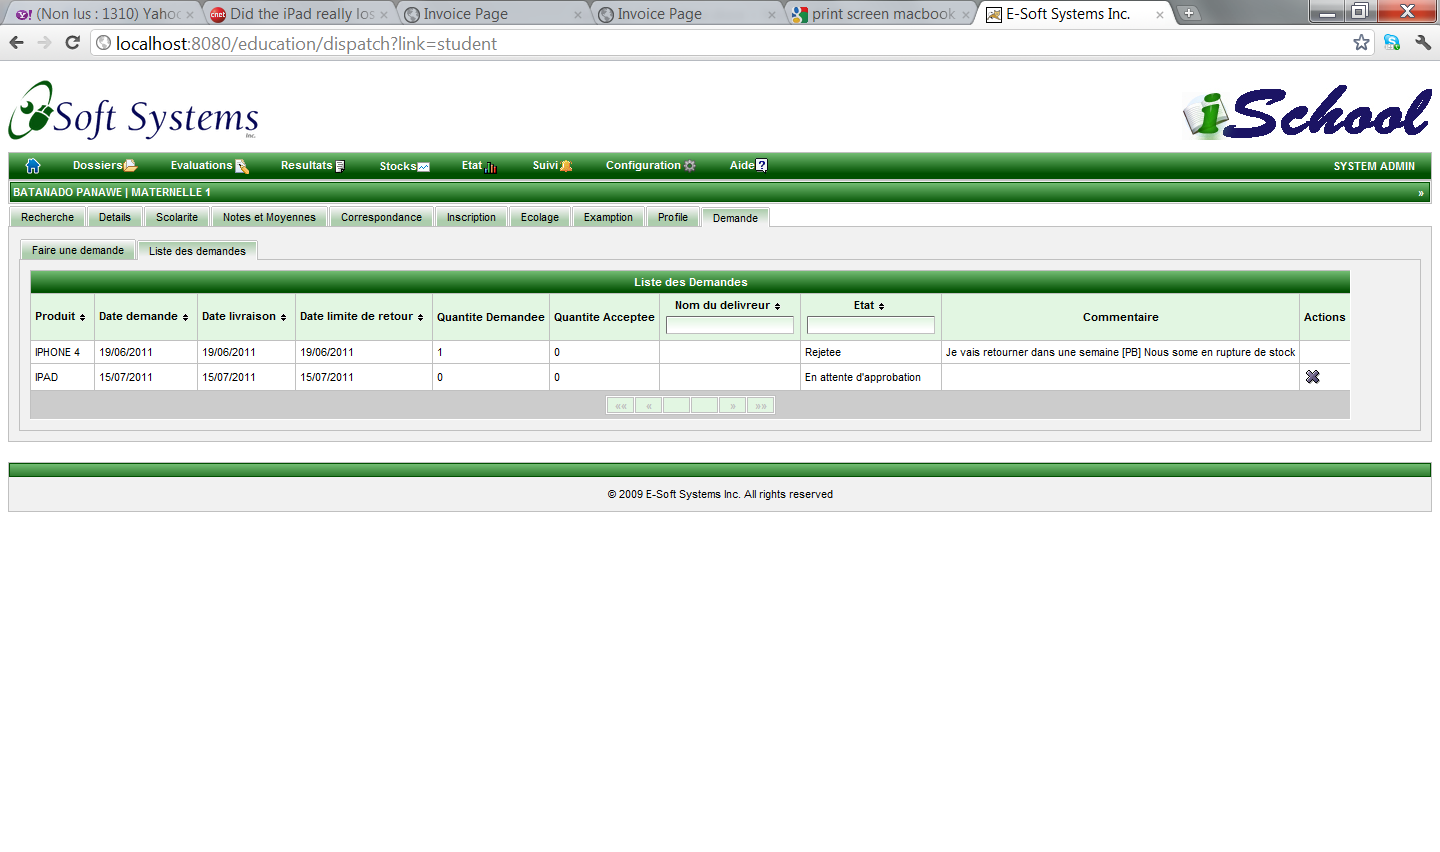 (Non lus : 1310) Yahoo
Did the iPad really los
Invoice Page
Invoice Page
print screen macbook
E-Soft Systems Inc.
localhost:8080/education/dispatch?link=student
Soft Systems
Inc.
iSchool
Dossiers
Evaluations
Resultats
Stocks
Etat
Suivi
Configuration
Aide
SYSTEM ADMIN
BATANADO PANAWE | MATERNELLE 1 »
Recherche
Details
Scolarite
Notes et Moyennes
Correspondance
Inscription
Ecolage
Examption
Profile
Demande
Faire une demande
Liste des demandes
Liste des Demandes
Produit Date demande Date livraison Date limite de retour Quantite Demandee Quantite Acceptee Nom du delivreur Etat Commentaire Actions
IPHONE 4 19/06/2011 19/06/2011 19/06/2011 1 0 Rejetee Je vais retourner dans une semaine [PB] Nous some en rupture de stock
IPAD 15/07/2011 15/07/2011 15/07/2011 0 0 En attente d'approbation
«« « » »»
© 2009 E-Soft Systems Inc. All rights reserved